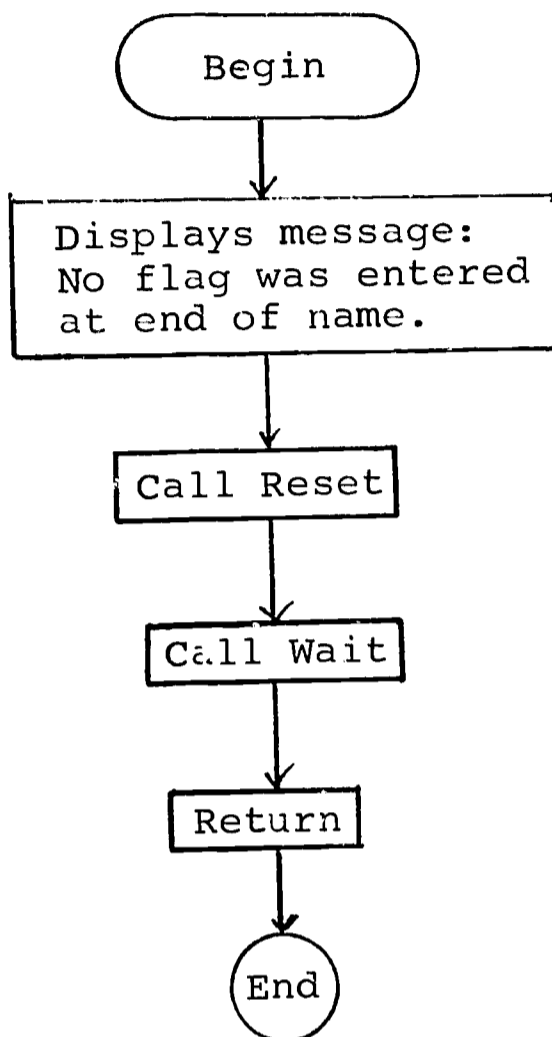 Begin
Displays message:
No flag was entered
at end of name.
Call Reset
Call Wait
Return
End